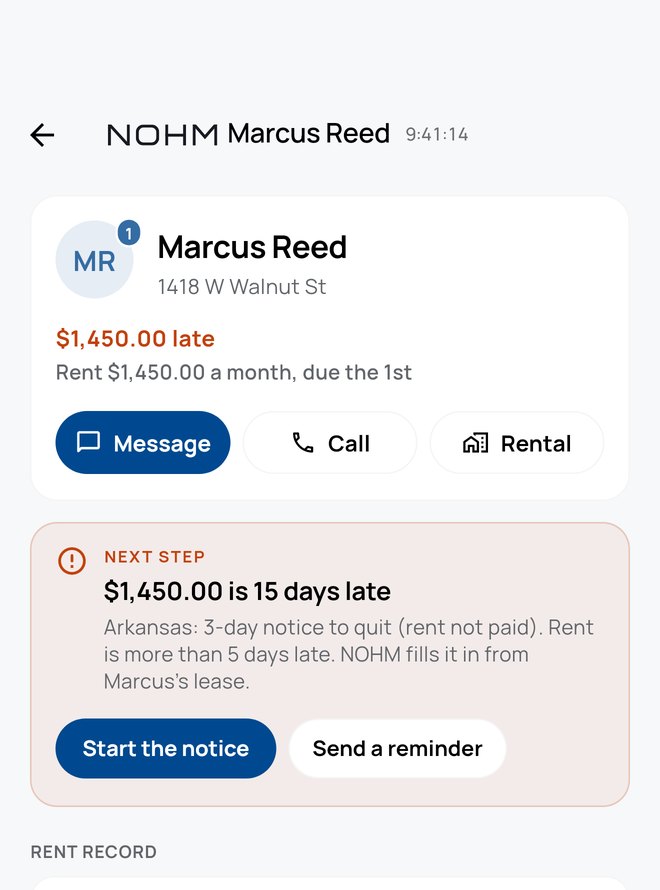 NOHM Marcus Reed 9:41:14
MR
1
Marcus Reed
1418 W Walnut St
$1,450.00 late
Rent $1,450.00 a month, due the 1st
Message
Call
Rental
NEXT STEP
$1,450.00 is 15 days late
Arkansas: 3-day notice to quit (rent not paid). Rent
is more than 5 days late. NOHM fills it in from
Marcus's lease.
Start the notice
Send a reminder
RENT RECORD